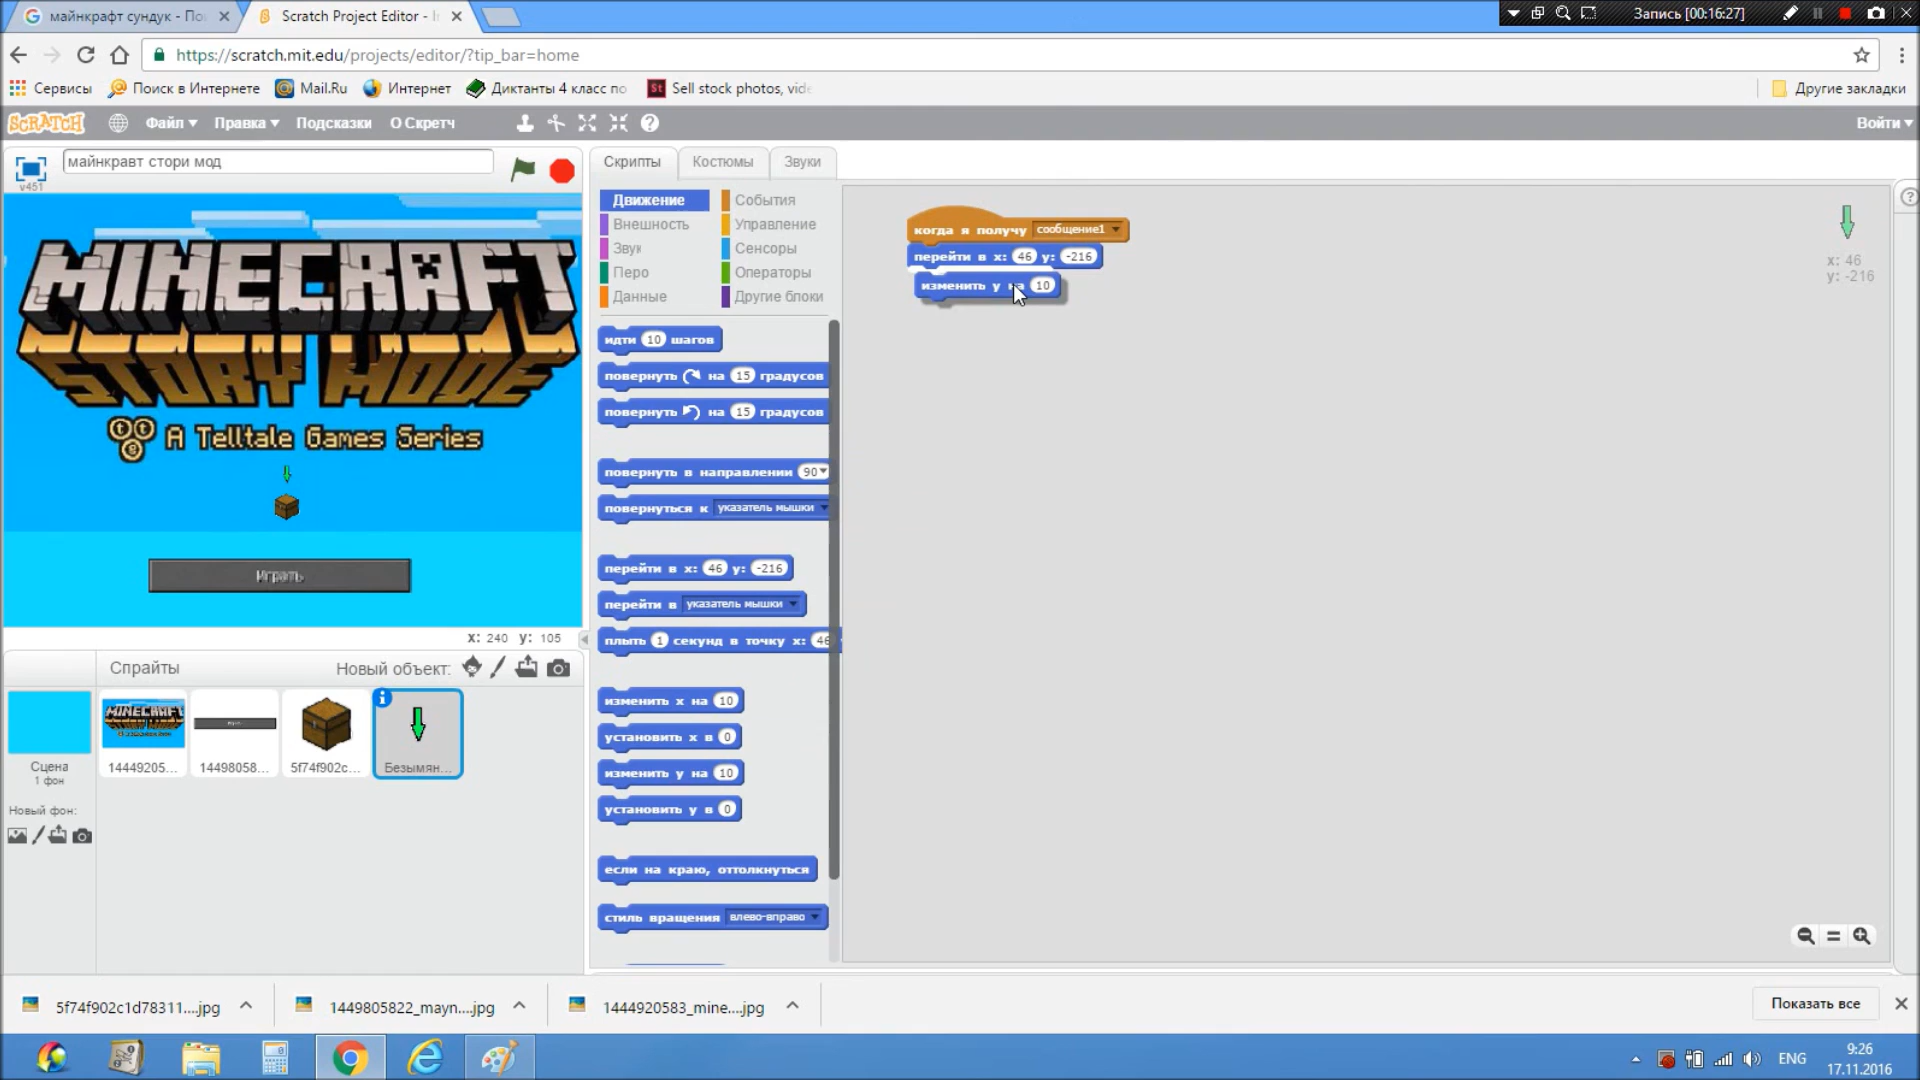 майнкрафт сундук - По
Scratch Project Editor - I
Запись [00:16:27]
https://scratch.mit.edu/projects/editor/?tip_bar=home
Сервисы
Поиск в Интернете
Mail.Ru
Интернет
Диктанты 4 класс по
St
Sell stock photos, vid
Другие закладки
SCRATCH
Файл
Правка
Подсказки
О Скретч
Войти
v451
майнкравт стори мод
Скрипты
Костюмы
Звуки
Движение
События
Внешность
Управление
Звук
Сенсоры
Перо
Операторы
Данные
Другие блоки
MINECRAFT
STORY MODE
A Telltale Games Series
Играть
x: 240 y: 105
идти 10 шагов
повернуть на 15 градусов
повернуть на 15 градусов
повернуть в направлении 90
повернуться к указатель мышки
перейти в x: 46 y: -216
перейти в указатель мышки
плыть 1 секунд в точку x: 46
изменить x на 10
установить x в 0
изменить y на 10
установить y в 0
если на краю, оттолкнуться
стиль вращения влево-вправо
когда я получу сообщение1
перейти в x: 46 y: -216
изменить y на 10
x: 46
y: -216
Спрайты
Новый объект:
Сцена
1 фон
Новый фон:
14449205...
14498058...
5f74f902c...
Безымян...
5f74f902c1d78311....jpg
1449805822_mayn....jpg
1444920583_mine....jpg
Показать все
ENG
9:26
17.11.2016